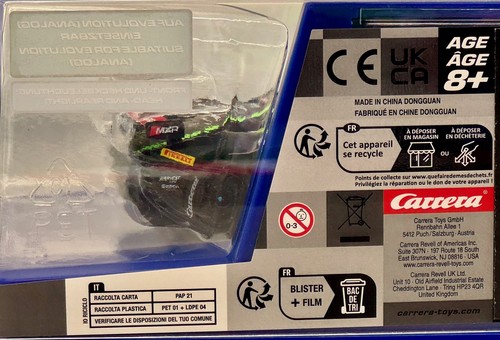 AUF EVOLUTION (ANALOG)
EINSETZBAR
SUITABLE FOR EVOLUTION
(ANALOG)
CE
UK
CA
AGE
ÂGE
8+
MADE IN CHINA DONGGUAN
FABRIQUÉ EN CHINE DONGGUAN
FR
Cet appareil
se recycle
À DÉPOSER
EN MAGASIN
OU
À DÉPOSER
EN DÉCHÈTERIE
Points de collecte sur www.quefairedemesdechets.fr
Privilégiez la réparation ou le don de votre appareil !
MXR
PIRELLI
Carrera
0-3
Carrera
Carrera Toys GmbH
Rennbahn Allee 1
5412 Puch/Salzburg - Austria
Carrera Revell of Americas Inc.
Suite 307N - 197 Route 18 South
East Brunswick, NJ 08816 - USA
www.carrera-revell-toys.com
Carrera Revell UK Ltd.
Unit 10 - Old Airfield Industrial Estate
Cheddington Lane - Tring HP23 4QR
United Kingdom
carrera-toys.com
IT
IO RICICLO
RACCOLTA CARTA PAP 21
RACCOLTA PLASTICA PET 01 + LDPE 04
VERIFICARE LE DISPOSIZIONI DEL TUO COMUNE
FR
BLISTER
+ FILM
BAC
DE
TRI